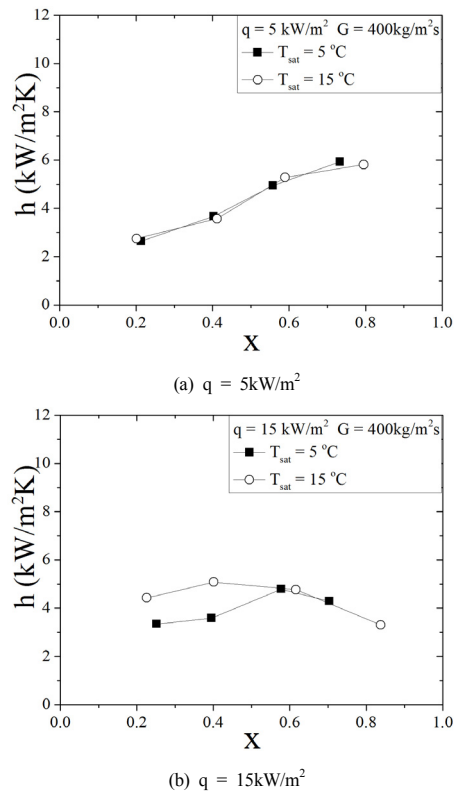 12
q = 5 kW/m² G = 400kg/m²s
T_sat = 5 °C
T_sat = 15 °C
10
8
6
4
2
0
h (kW/m²K)
0.0 0.2 0.4 0.6 0.8 1.0
X
(a) q = 5kW/m²
12
q = 15 kW/m² G = 400kg/m²s
T_sat = 5 °C
T_sat = 15 °C
10
8
6
4
2
0
h (kW/m²K)
0.0 0.2 0.4 0.6 0.8 1.0
X
(b) q = 15kW/m²